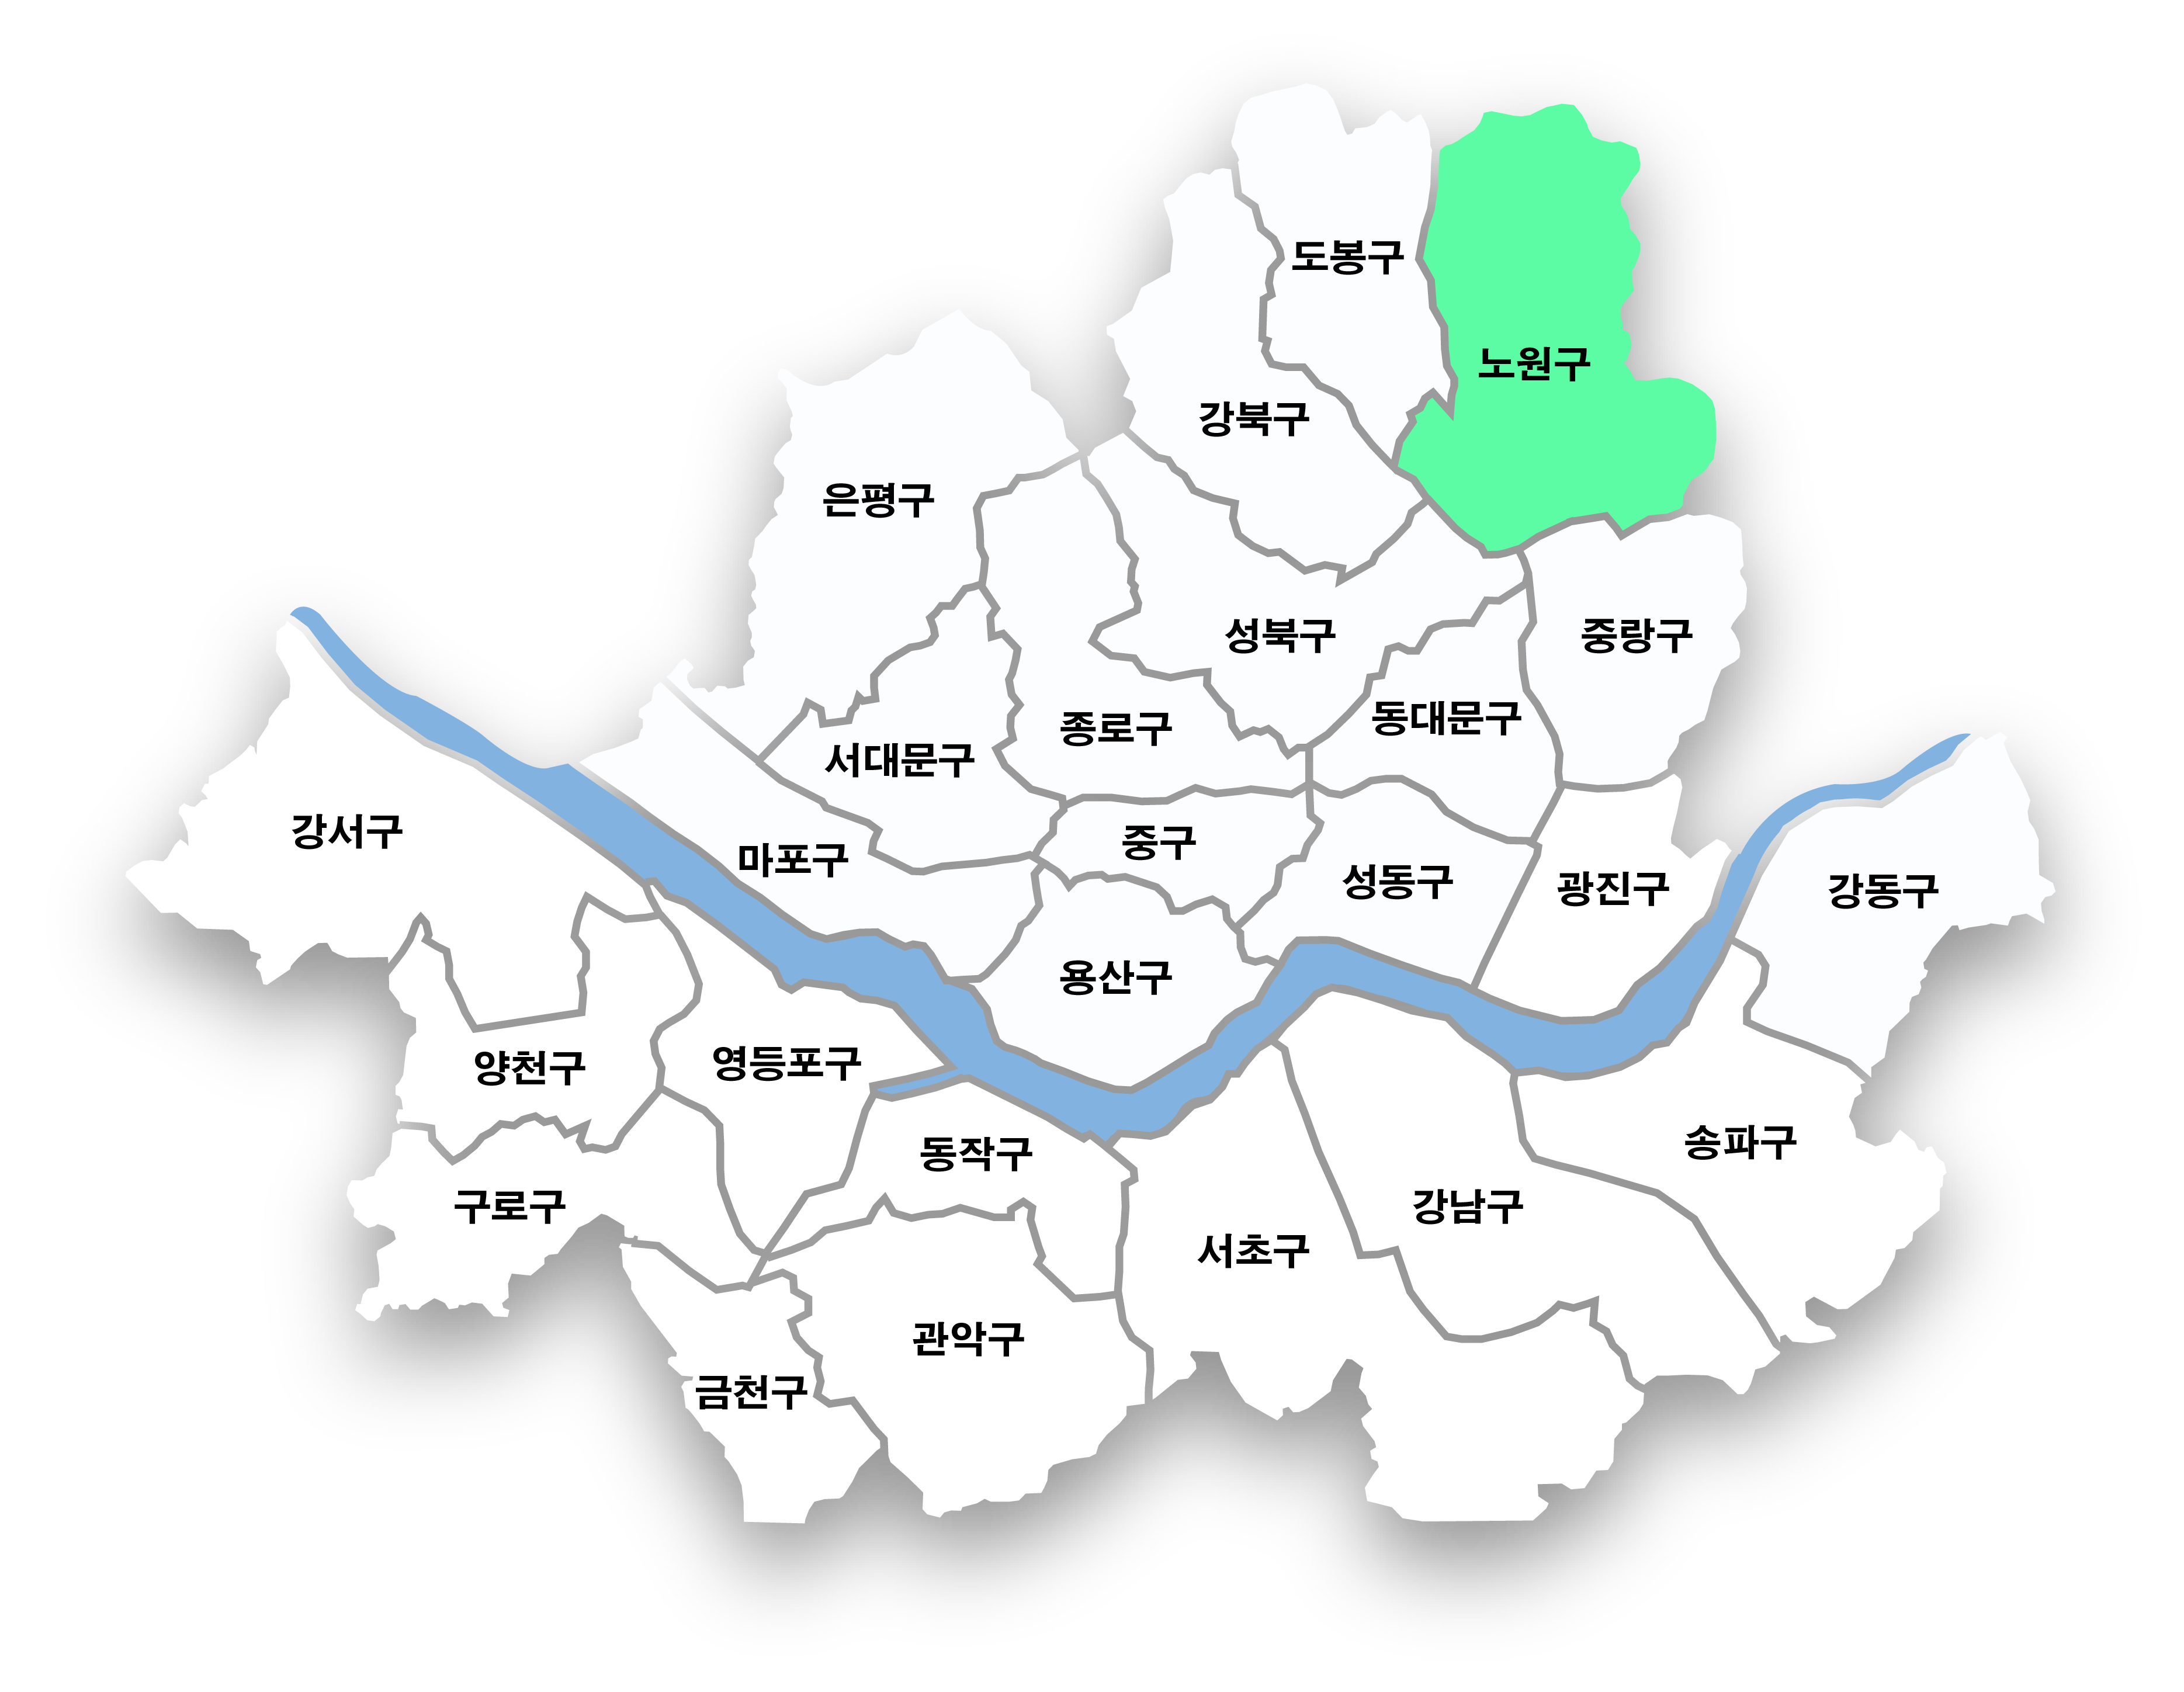 도봉구
노원구
강북구
은평구
성북구
중랑구
동대문구
종로구
서대문구
강서구
중구
마포구
성동구
광진구
강동구
용산구
영등포구
양천구
송파구
동작구
구로구
강남구
서초구
관악구
금천구